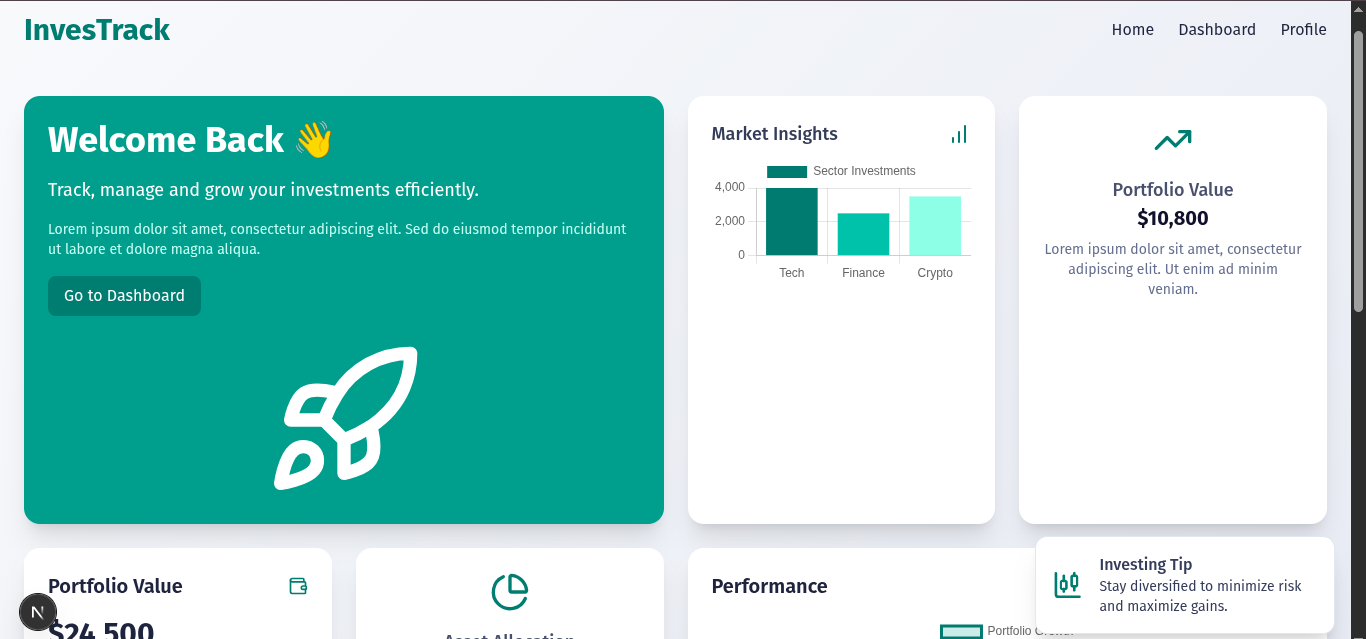 InvesTrack
Home Dashboard Profile
Welcome Back 👋
Track, manage and grow your investments efficiently.
Lorem ipsum dolor sit amet, consectetur adipiscing elit. Sed do eiusmod tempor incididunt
ut labore et dolore magna aliqua.
Go to Dashboard
Market Insights
Sector Investments
4,000
2,000
0
Tech Finance Crypto
Portfolio Value
$10,800
Lorem ipsum dolor sit amet, consectetur
adipiscing elit. Ut enim ad minim
veniam.
Portfolio Value
$24,500
Asset Allocation
Performance
Portfolio Growth
Investing Tip
Stay diversified to minimize risk
and maximize gains.
N